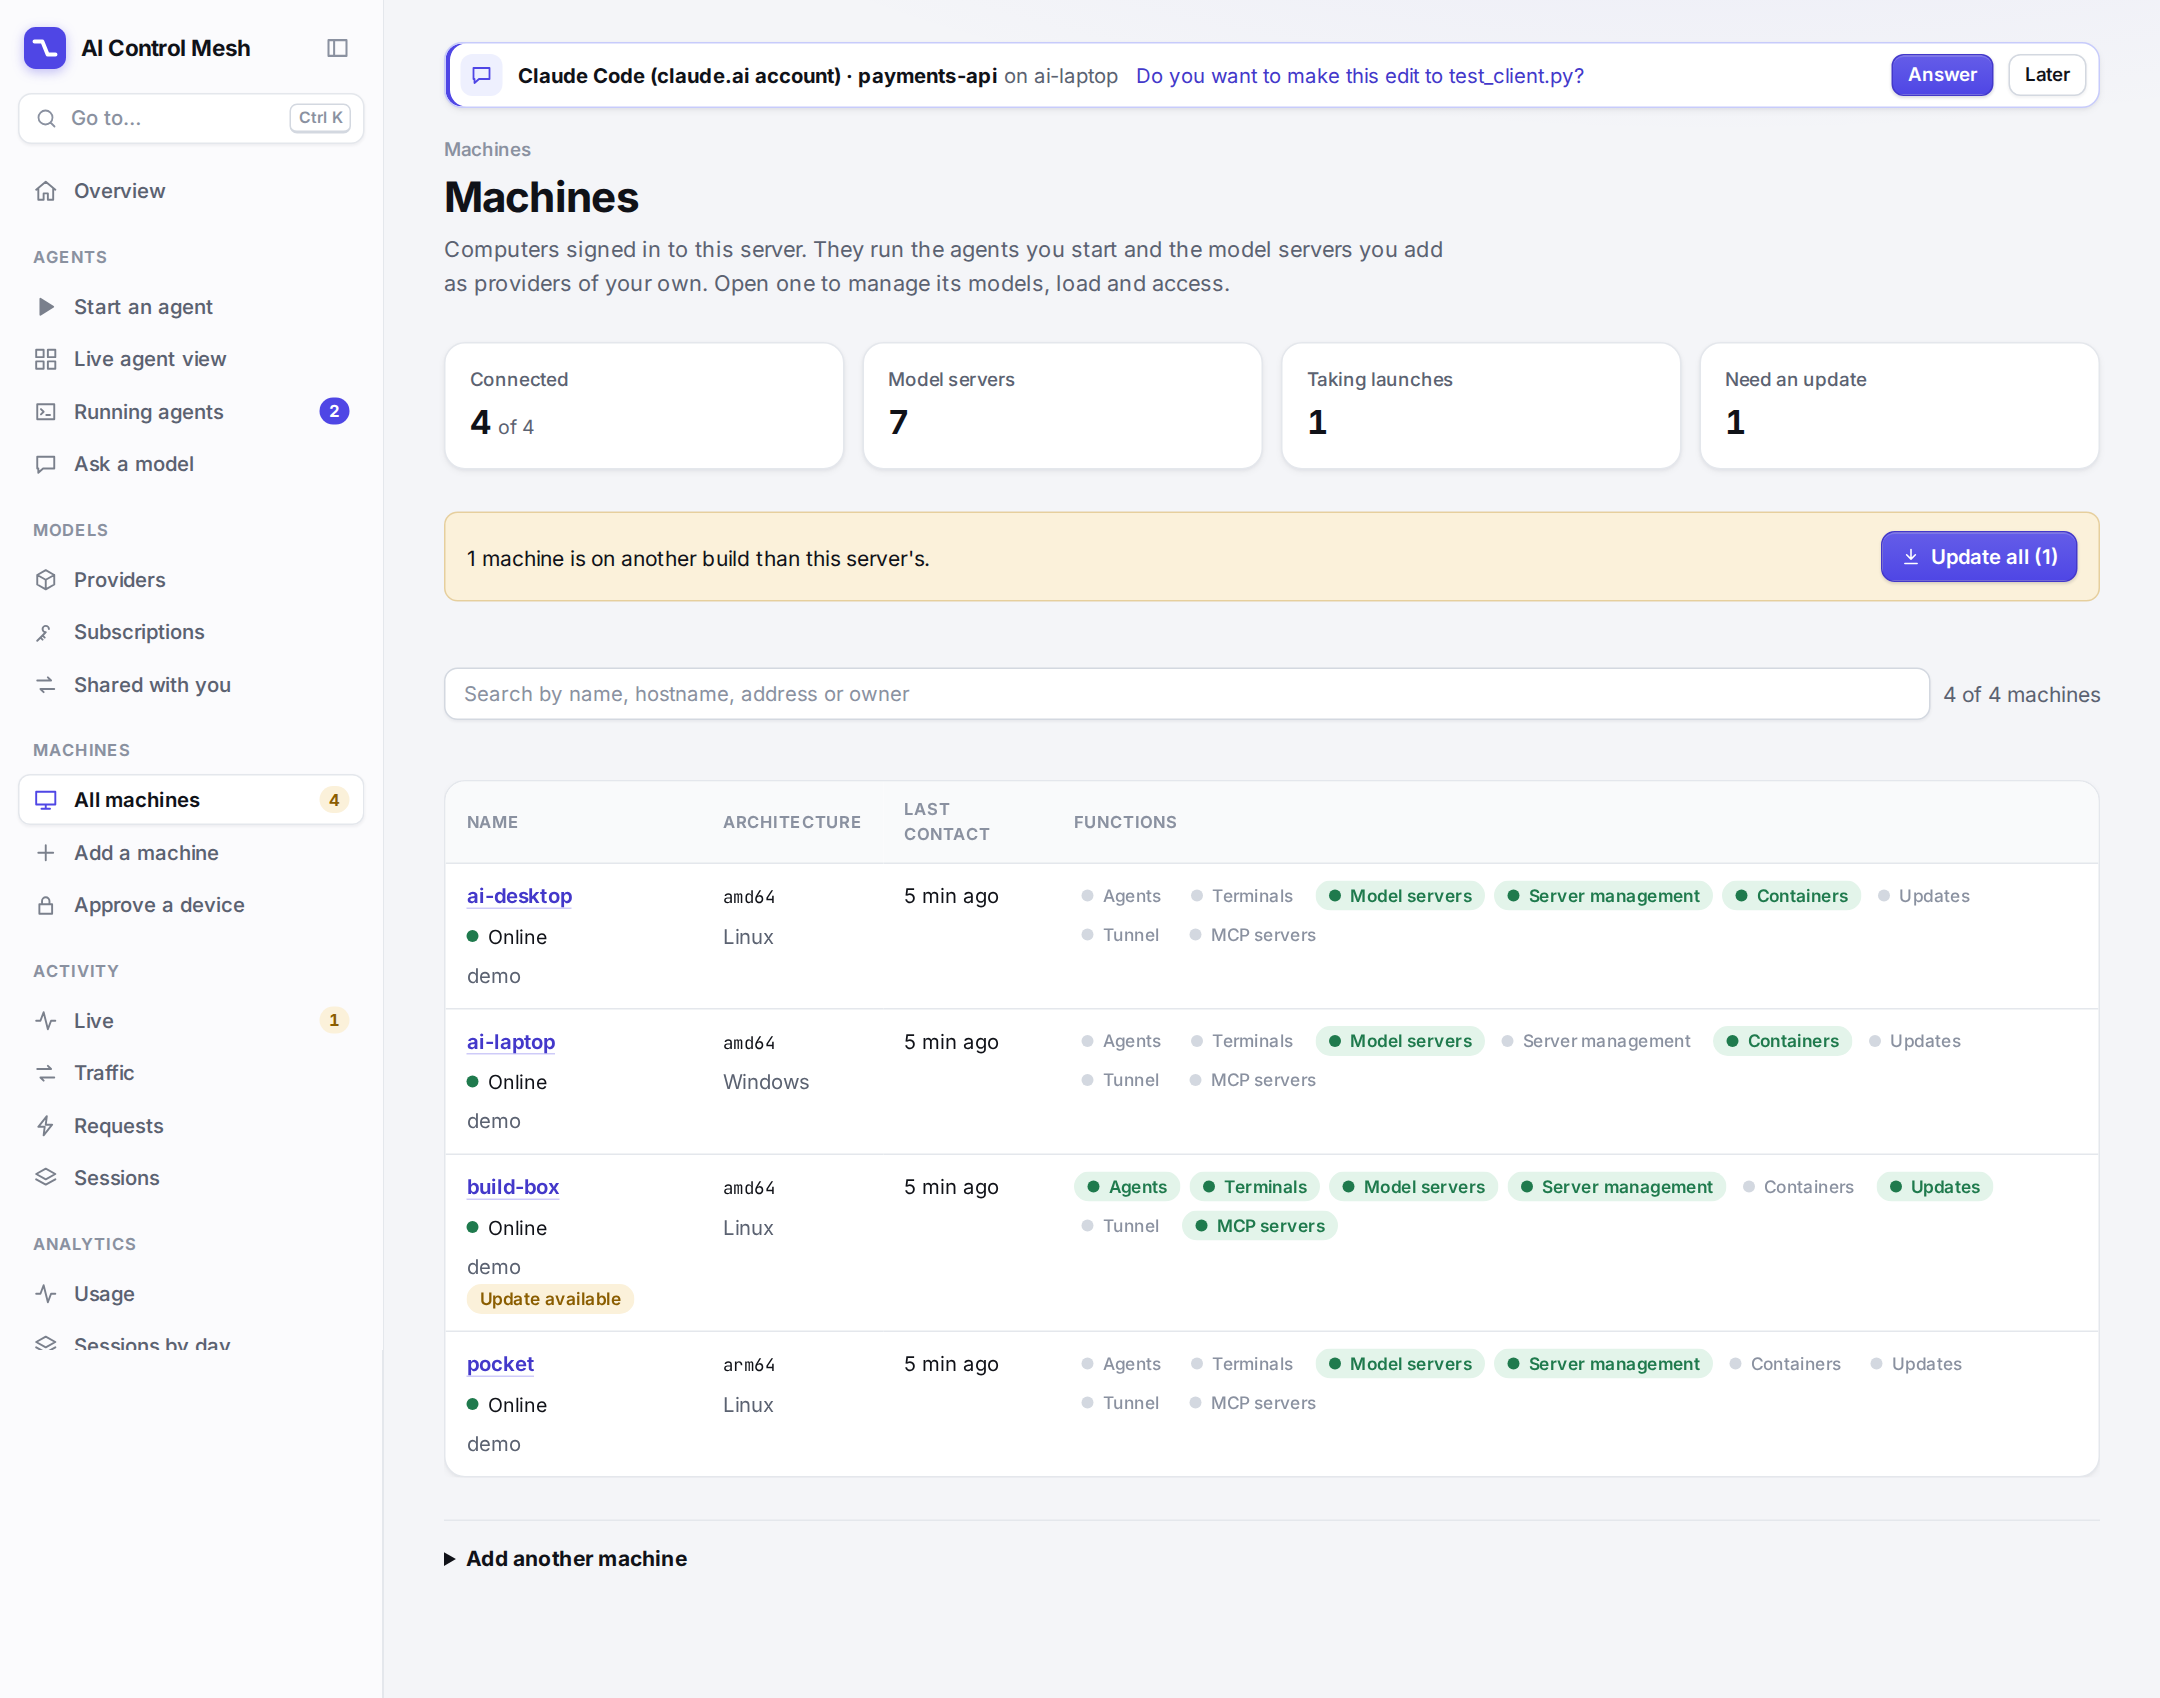 AI Control Mesh
Go to...
Ctrl K
Overview
AGENTS
Start an agent
Live agent view
Running agents
2
Ask a model
MODELS
Providers
Subscriptions
Shared with you
MACHINES
All machines
4
Add a machine
Approve a device
ACTIVITY
Live
1
Traffic
Requests
Sessions
ANALYTICS
Usage
Sessions by day
Claude Code (claude.ai account) · payments-api on ai-laptop Do you want to make this edit to test_client.py?
Answer
Later
Machines
Machines
Computers signed in to this server. They run the agents you start and the model servers you add
as providers of your own. Open one to manage its models, load and access.
Connected
4 of 4
Model servers
7
Taking launches
1
Need an update
1
1 machine is on another build than this server's.
Update all (1)
Search by name, hostname, address or owner
4 of 4 machines
NAME
ARCHITECTURE
LAST
CONTACT
FUNCTIONS
ai-desktop
Online
demo
amd64
Linux
5 min ago
Agents Terminals Model servers Server management Containers Updates
Tunnel MCP servers
ai-laptop
Online
demo
amd64
Windows
5 min ago
Agents Terminals Model servers Server management Containers Updates
Tunnel MCP servers
build-box
Online
demo
Update available
amd64
Linux
5 min ago
Agents Terminals Model servers Server management Containers Updates
Tunnel MCP servers
pocket
Online
demo
arm64
Linux
5 min ago
Agents Terminals Model servers Server management Containers Updates
Tunnel MCP servers
Add another machine